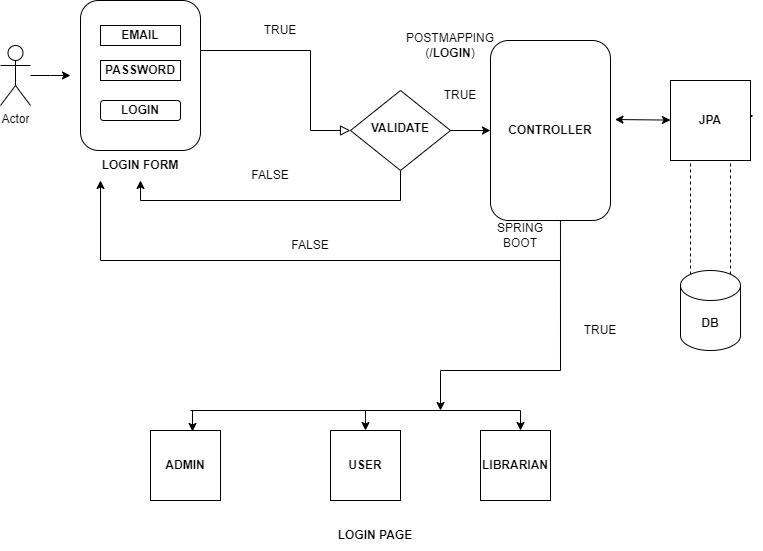 EMAIL
PASSWORD
LOGIN
LOGIN FORM
Actor
TRUE
VALIDATE
FALSE
TRUE
POSTMAPPING
(/LOGIN)
CONTROLLER
SPRING
BOOT
JPA
DB
FALSE
TRUE
ADMIN
USER
LIBRARIAN
LOGIN PAGE